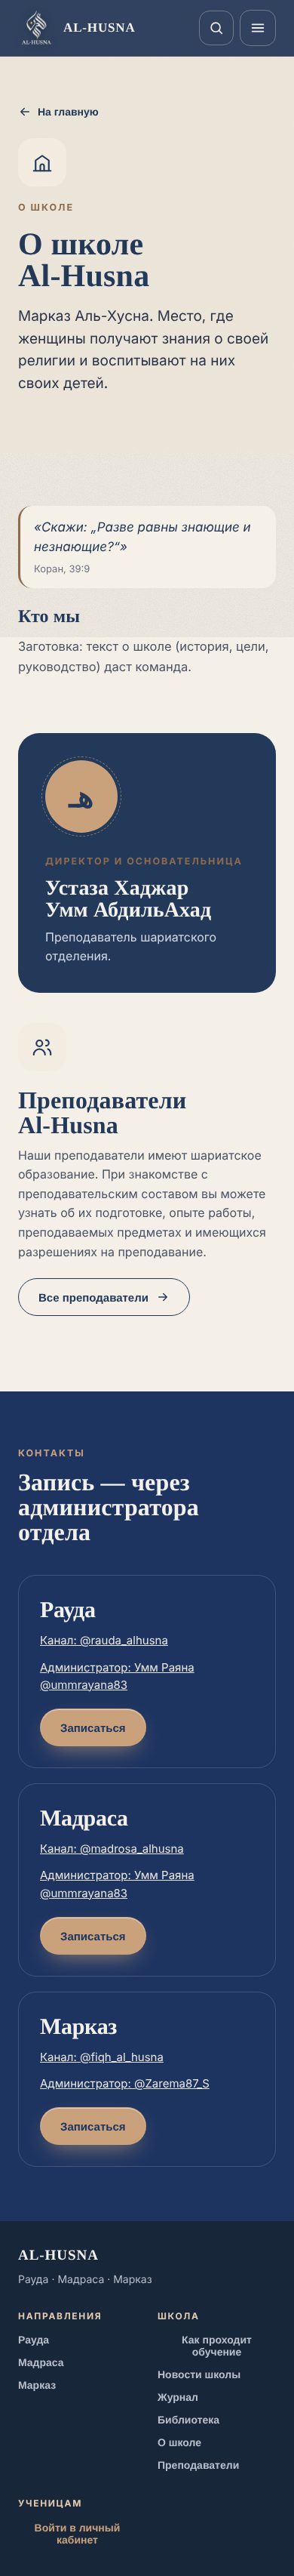 AL-HUSNA
AL-HUSNA
На главную
О ШКОЛЕ
О школе
Al-Husna
Марказ Аль-Хусна. Место, где
женщины получают знания о своей
религии и воспитывают на них
своих детей.
«Скажи: „Разве равны знающие и
незнающие?“»
Коран, 39:9
Кто мы
Заготовка: текст о школе (история, цели,
руководство) даст команда.
هـ
ДИРЕКТОР И ОСНОВАТЕЛЬНИЦА
Устаза Хаджар
Умм АбдильАхад
Преподаватель шариатского
отделения.
Преподаватели
Al-Husna
Наши преподаватели имеют шариатское
образование. При знакомстве с
преподавательским составом вы можете
узнать об их подготовке, опыте работы,
преподаваемых предметах и имеющихся
разрешениях на преподавание.
Все преподаватели
КОНТАКТЫ
Запись — через
администратора
отдела
Рауда
Канал: @rauda_alhusna
Администратор: Умм Раяна
@ummrayana83
Записаться
Мадраса
Канал: @madrosa_alhusna
Администратор: Умм Раяна
@ummrayana83
Записаться
Марказ
Канал: @fiqh_al_husna
Администратор: @Zarema87_S
Записаться
AL-HUSNA
Рауда · Мадраса · Марказ
НАПРАВЛЕНИЯ
Рауда
Мадраса
Марказ
ШКОЛА
Как проходит
обучение
Новости школы
Журнал
Библиотека
О школе
Преподаватели
УЧЕНИЦАМ
Войти в личный
кабинет